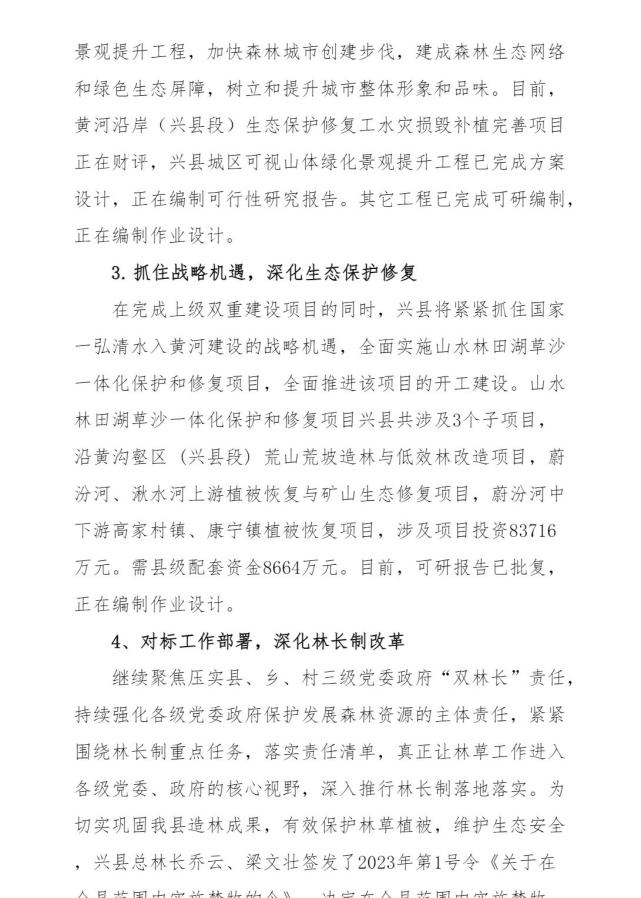 景观提升工程，加快森林城市创建步伐，建成森林生态网络
和绿色生态屏障，树立和提升城市整体形象和品味。目前，
黄河沿岸（兴县段）生态保护修复工水灾损毁补植完善项目
正在财评，兴县城区可视山体绿化景观提升工程已完成方案
设计，正在编制可行性研究报告。其它工程已完成可研编制，
正在编制作业设计。
3. 抓住战略机遇，深化生态保护修复
在完成上级双重建设项目的同时，兴县将紧紧抓住国家
一弘清水入黄河建设的战略机遇，全面实施山水林田湖草沙
一体化保护和修复项目，全面推进该项目的开工建设。山水
林田湖草沙一体化保护和修复项目兴县共涉及3个子项目，
沿黄沟壑区 (兴县段) 荒山荒坡造林与低效林改造项目，蔚
汾河、湫水河上游植被恢复与矿山生态修复项目，蔚汾河中
下游高家村镇、康宁镇植被恢复项目，涉及项目投资83716
万元。需县级配套资金8664万元。目前，可研报告已批复，
正在编制作业设计。
4、对标工作部署，深化林长制改革
继续聚焦压实县、乡、村三级党委政府“双林长”责任，
持续强化各级党委政府保护发展森林资源的主体责任，紧紧
围绕林长制重点任务，落实责任清单，真正让林草工作进入
各级党委、政府的核心视野，深入推行林长制落地落实。为
切实巩固我县造林成果，有效保护林草植被，维护生态安全
，兴县总林长乔云、梁文壮签发了2023年第1号令《关于在
全县范围内实施禁牧的令》，决定在全县范围内实施禁牧